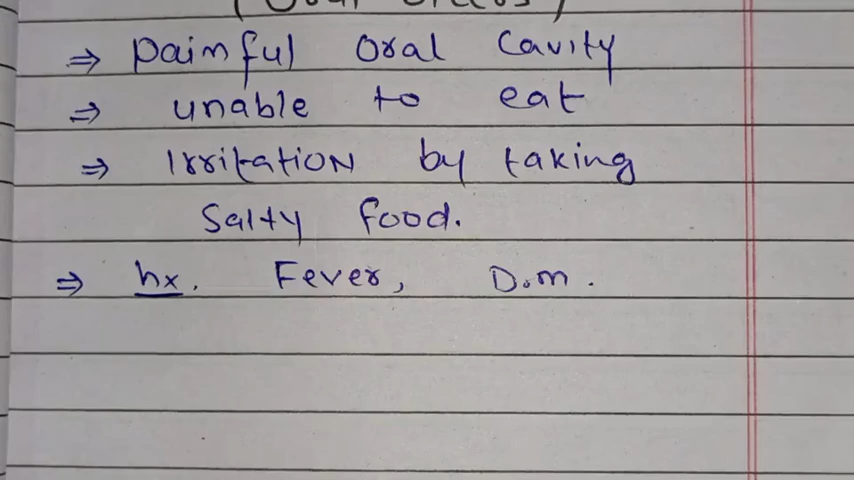 ⇒ Painful oral cavity
⇒ unable to eat
⇒ Irritation by taking
salty food.
⇒ hx. Fever, D.m.